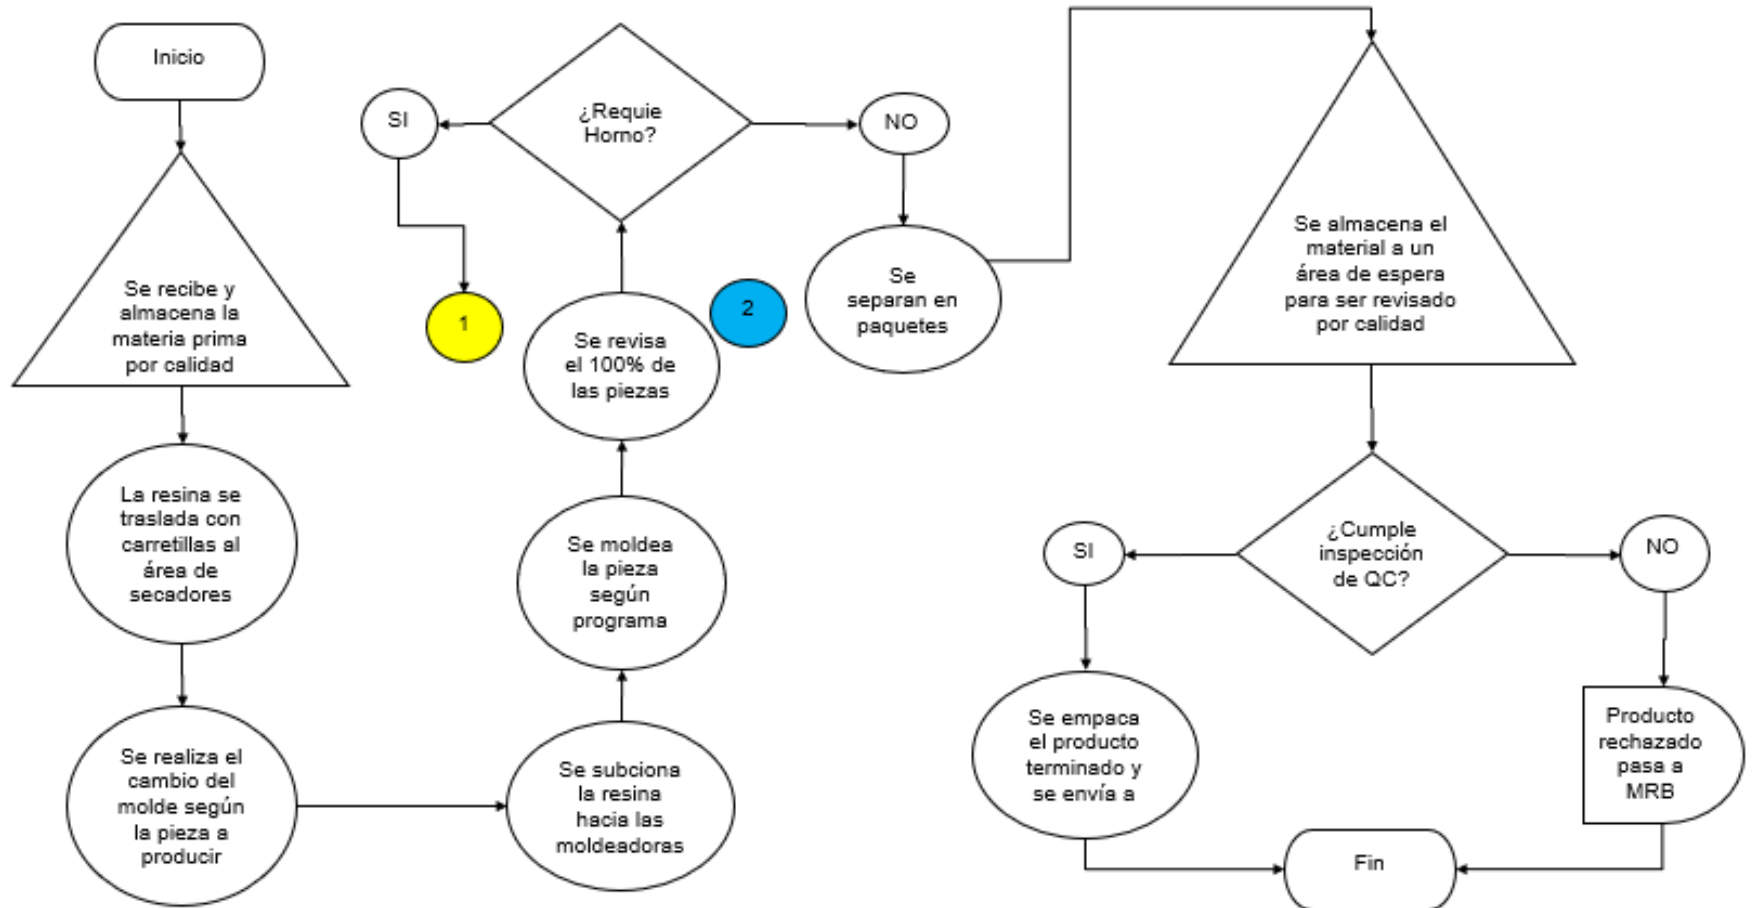 Inicio
Se recibe y
almacena la
materia prima
por calidad
La resina se
traslada con
carretillas al
área de
secadores
Se realiza el
cambio del
molde según
la pieza a
producir
Se subciona
la resina
hacia las
moldeadoras
Se moldea
la pieza
según
programa
Se revisa
el 100% de
las piezas
2
¿Requie
Horno?
SI
1
NO
Se
separan en
paquetes
Se almacena el
material a un
área de espera
para ser revisado
por calidad
¿Cumple
inspección
de QC?
SI
Se empaca
el producto
terminado y
se envía a
NO
Producto
rechazado
pasa a
MRB
Fin